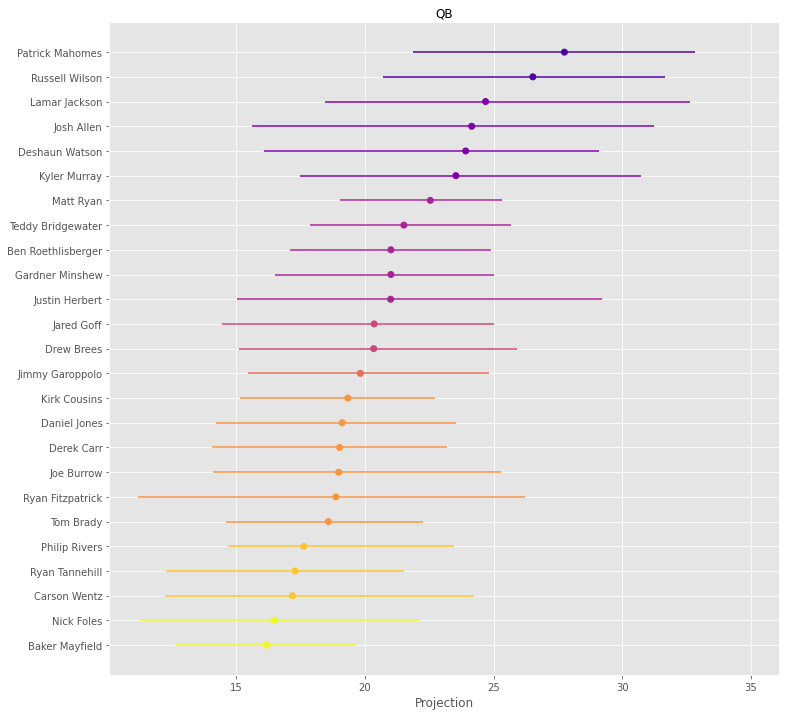 QB
Patrick Mahomes
Russell Wilson
Lamar Jackson
Josh Allen
Deshaun Watson
Kyler Murray
Matt Ryan
Teddy Bridgewater
Ben Roethlisberger
Gardner Minshew
Justin Herbert
Jared Goff
Drew Brees
Jimmy Garoppolo
Kirk Cousins
Daniel Jones
Derek Carr
Joe Burrow
Ryan Fitzpatrick
Tom Brady
Philip Rivers
Ryan Tannehill
Carson Wentz
Nick Foles
Baker Mayfield
15 20 25 30 35
Projection